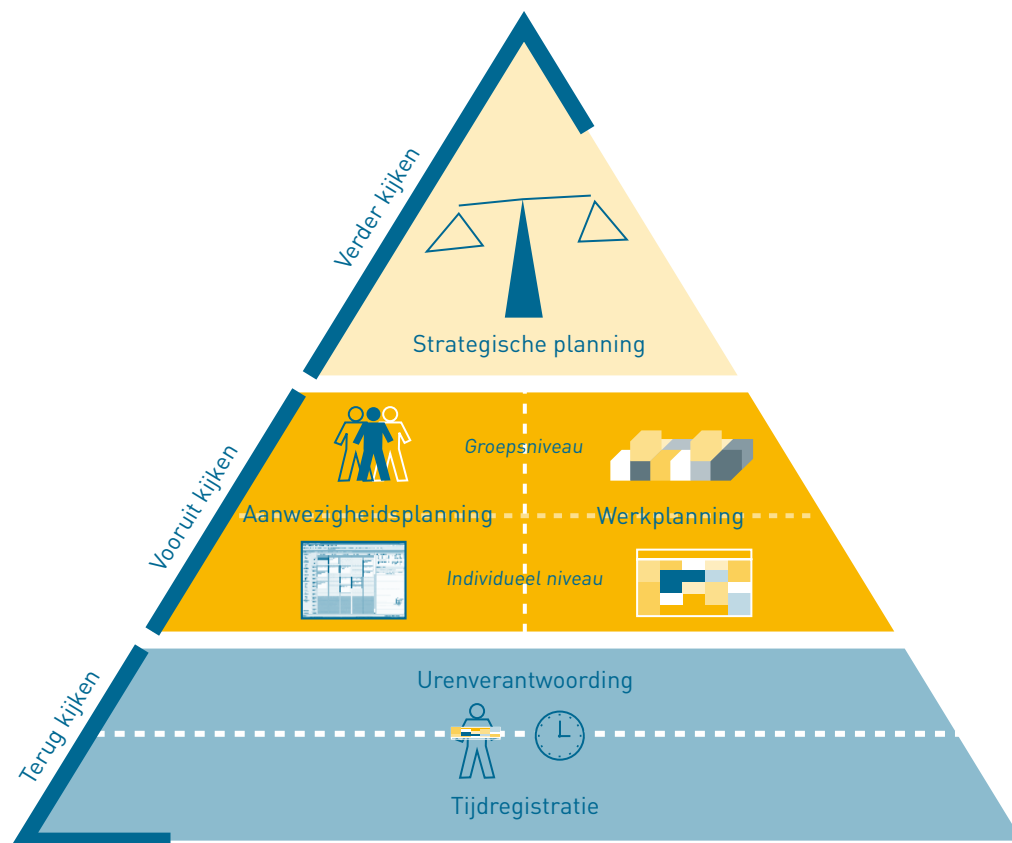 Verder kijken
Strategische planning
Vooruit kijken
Groepsniveau
Aanwezigheidsplanning
Werkplanning
Individueel niveau
Terug kijken
Urenverantwoording
Tijdregistratie